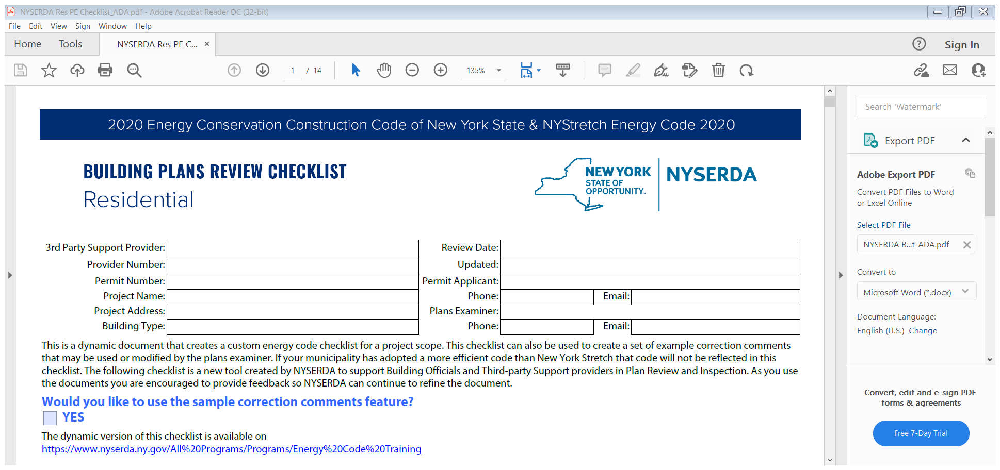 NYSERDA Res PE Checklist_ADA.pdf - Adobe Acrobat Reader DC (32-bit)
File Edit View Sign Window Help
Home Tools NYSERDA Res PE C... × ? Sign In
1 / 14 135%
2020 Energy Conservation Construction Code of New York State & NYStretch Energy Code 2020
BUILDING PLANS REVIEW CHECKLIST
Residential
NEW YORK
STATE OF
OPPORTUNITY™
NYSERDA
3rd Party Support Provider: Review Date:
Provider Number: Updated:
Permit Number: Permit Applicant:
Project Name: Phone: Email:
Project Address: Plans Examiner:
Building Type: Phone: Email:
This is a dynamic document that creates a custom energy code checklist for a project scope. This checklist can also be used to create a set of example correction comments
that may be used or modified by the plans examiner. If your municipality has adopted a more efficient code than New York Stretch that code will not be reflected in this
checklist. The following checklist is a new tool created by NYSERDA to support Building Officials and Third-party Support providers in Plan Review and Inspection. As you use
the documents you are encouraged to provide feedback so NYSERDA can continue to refine the document.
Would you like to use the sample correction comments feature?
YES
The dynamic version of this checklist is available on
https://www.nyserda.ny.gov/All%20Programs/Programs/Energy%20Code%20Training
Search 'Watermark'
Export PDF
Adobe Export PDF
Convert PDF Files to Word
or Excel Online
Select PDF File
NYSERDA R...t_ADA.pdf
Convert to
Microsoft Word (*.docx)
Document Language:
English (U.S.) Change
Convert, edit and e-sign PDF
forms & agreements
Free 7-Day Trial